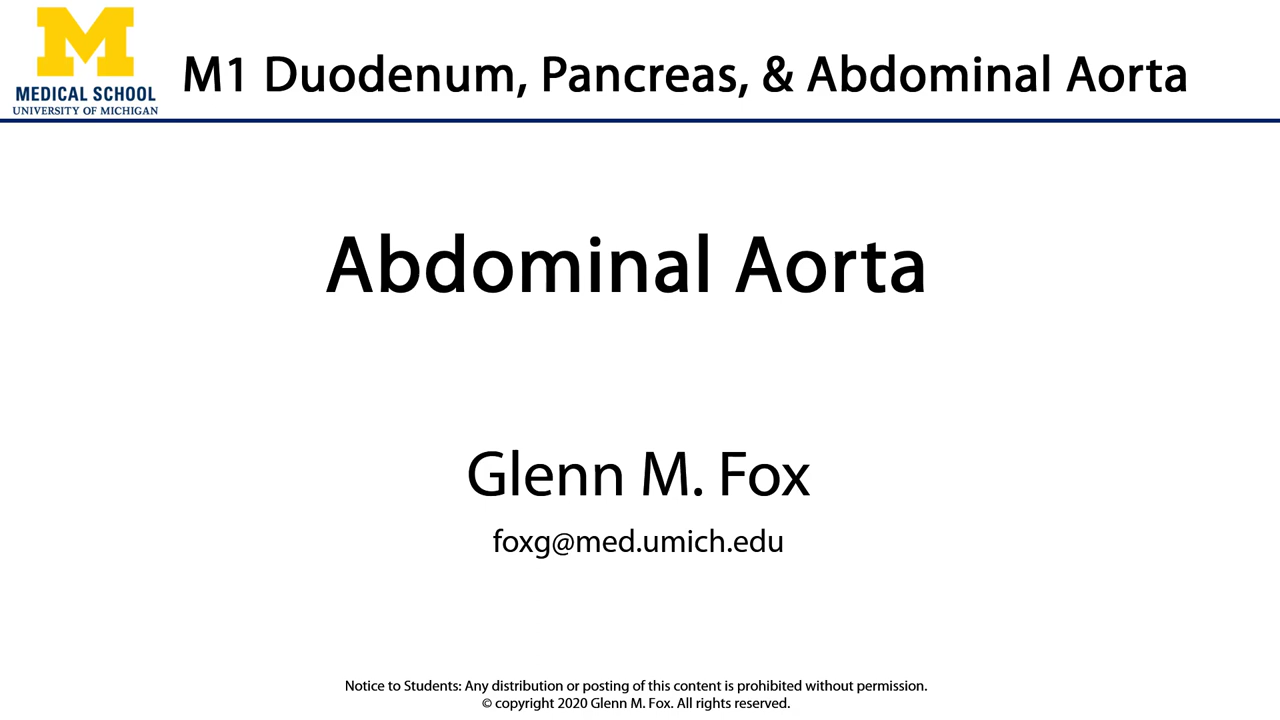 M
MEDICAL SCHOOL
UNIVERSITY OF MICHIGAN
M1 Duodenum, Pancreas, & Abdominal Aorta
Abdominal Aorta
Glenn M. Fox
foxg@med.umich.edu
Notice to Students: Any distribution or posting of this content is prohibited without permission.
© copyright 2020 Glenn M. Fox. All rights reserved.